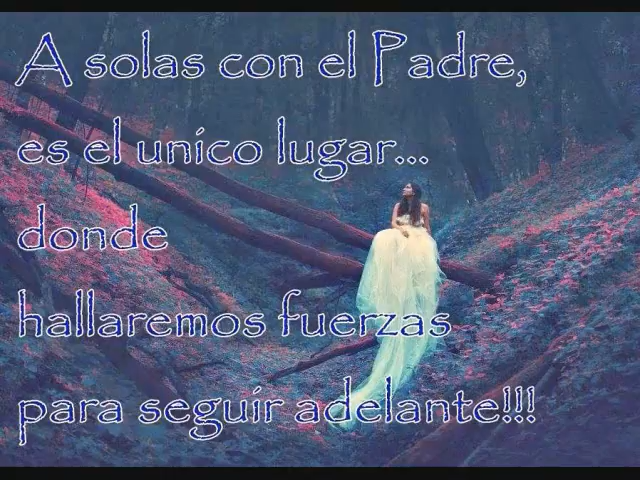 A solas con el Padre,
es el unico lugar...
donde
hallaremos fuerzas
para seguir adelante!!!